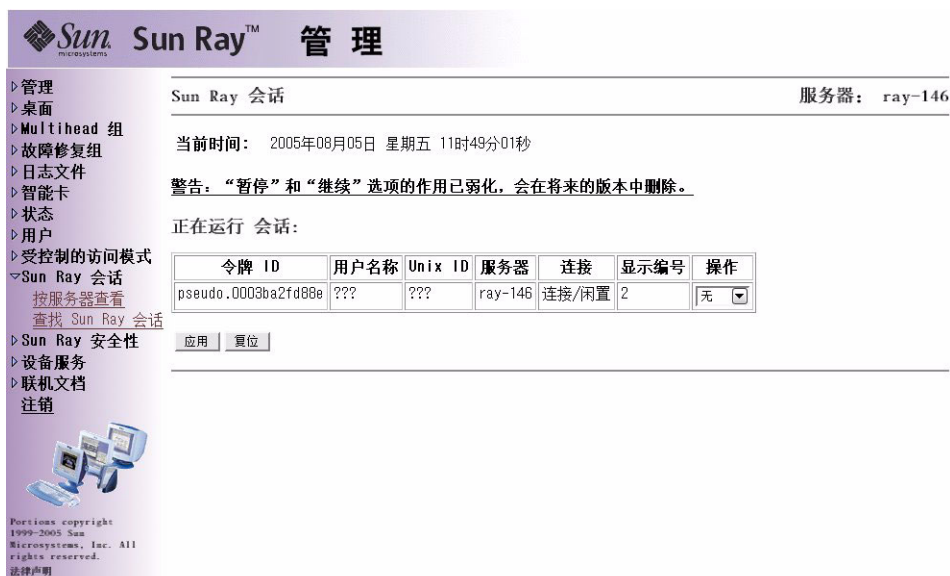 Sun microsystems Sun Ray™ 管 理
▷管理
▷桌面
▷Multihead 组
▷故障修复组
▷日志文件
▷智能卡
▷状态
▷用户
▷受控制的访问模式
▽Sun Ray 会话
按服务器查看
查找 Sun Ray 会话
▷Sun Ray 安全性
▷设备服务
▷联机文档
注销
Portions copyright
1999-2005 Sun
Microsystems, Inc. All
rights reserved.
法律声明
Sun Ray 会话 服务器: ray-146
当前时间: 2005年08月05日 星期五 11时49分01秒
警告:“暂停”和“继续”选项的作用已弱化,会在将来的版本中删除。
正在运行 会话:
令牌 ID 用户名称 Unix ID 服务器 连接 显示编号 操作
pseudo.0003ba2fd88e ??? ??? ray-146 连接/闲置 2 无
应用 复位